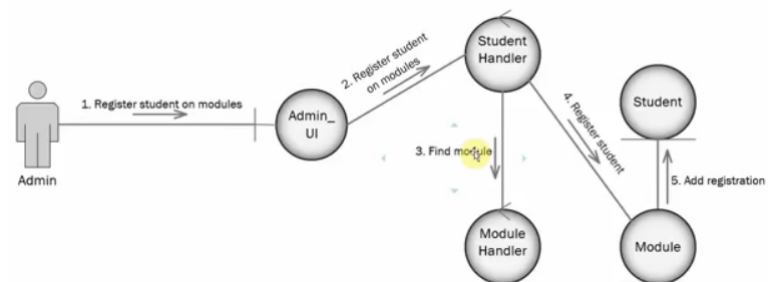 1. Register student on modules
Admin
Admin_
UI
2. Register student
on modules
Student
Handler
3. Find module
Module
Handler
4. Register student
Student
Module
5. Add registration